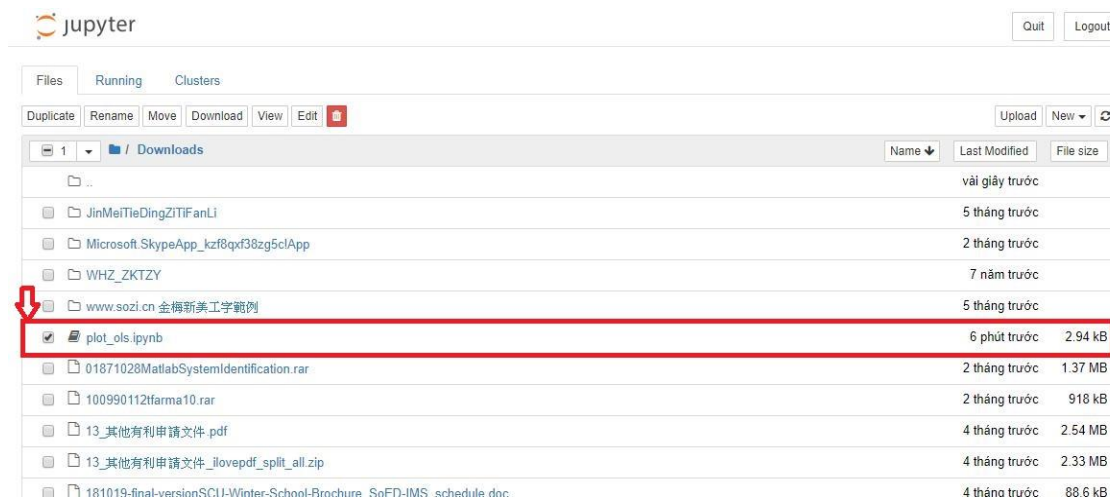 jupyter
Quit Logout
Files Running Clusters
Duplicate Rename Move Download View Edit Upload New
1 / Downloads Name Last Modified File size
.. vài giây trước
JinMeiTieDingZiTiFanLi 5 tháng trước
Microsoft.SkypeApp_kzf8qxf38zg5c!App 2 tháng trước
WHZ_ZKTZY 7 năm trước
www.sozi.cn 金梅新美工字範例 5 tháng trước
plot_ols.ipynb 6 phút trước 2.94 kB
01871028MatlabSystemIdentification.rar 2 tháng trước 1.37 MB
100990112tfarma10.rar 2 tháng trước 918 kB
13_其他有利申請文件.pdf 4 tháng trước 2.54 MB
13_其他有利申請文件_ilovepdf_split_all.zip 4 tháng trước 2.33 MB
181019-final-versionSCU-Winter-School-Brochure_SoED-IMS_schedule.doc 4 tháng trước 88.6 kB